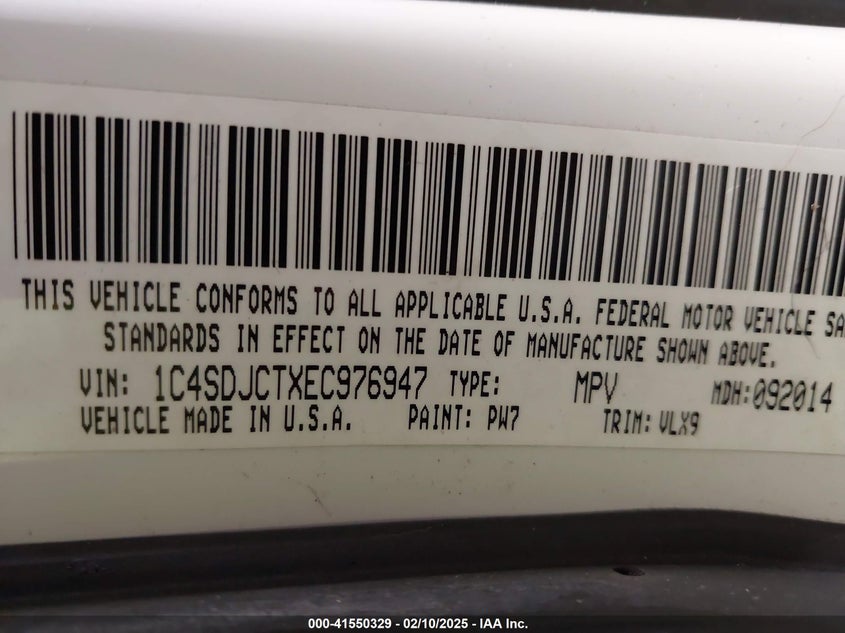 THIS VEHICLE CONFORMS TO ALL APPLICABLE U.S.A. FEDERAL MOTOR VEHICLE SA
STANDARDS IN EFFECT ON THE DATE OF MANUFACTURE SHOWN ABOVE.
VIN: 1C4SDJCTXEC976947 TYPE: MPV MDH:092014
VEHICLE MADE IN U.S.A. PAINT: PW7 TRIM: VLX9
000-41550329 - 02/10/2025 - IAA Inc.